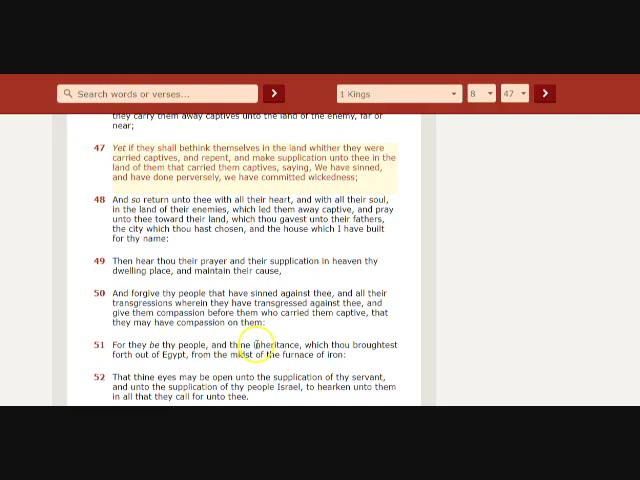 Search words or verses...
1 Kings
8
47
they carry them away captives unto the land of the enemy, far or
near;
47 Yet if they shall bethink themselves in the land whither they were
carried captives, and repent, and make supplication unto thee in the
land of them that carried them captives, saying, We have sinned,
and have done perversely, we have committed wickedness;
48 And so return unto thee with all their heart, and with all their soul,
in the land of their enemies, which led them away captive, and pray
unto thee toward their land, which thou gavest unto their fathers,
the city which thou hast chosen, and the house which I have built
for thy name:
49 Then hear thou their prayer and their supplication in heaven thy
dwelling place, and maintain their cause,
50 And forgive thy people that have sinned against thee, and all their
transgressions wherein they have transgressed against thee, and
give them compassion before them who carried them captive, that
they may have compassion on them:
51 For they be thy people, and thine inheritance, which thou broughtest
forth out of Egypt, from the midst of the furnace of iron:
52 That thine eyes may be open unto the supplication of thy servant,
and unto the supplication of thy people Israel, to hearken unto them
in all that they call for unto thee.